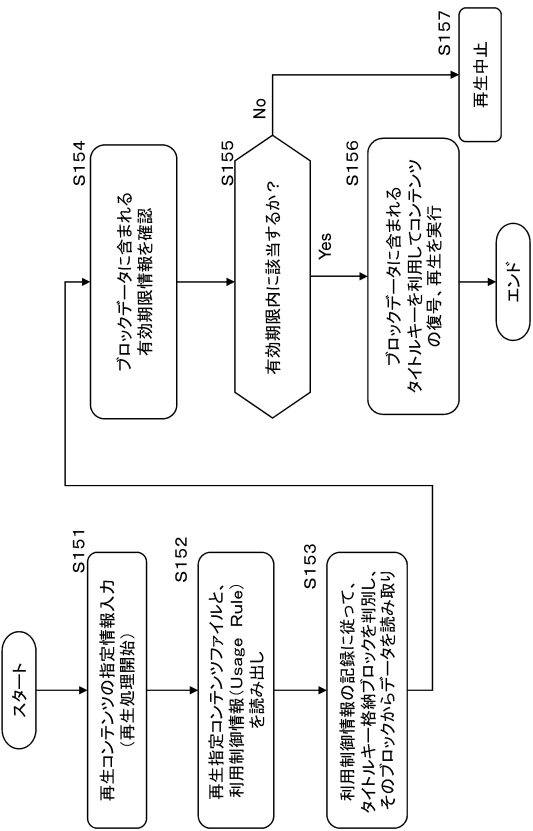 スタート
S151
再生コンテンツの指定情報入力
(再生処理開始)
S152
再生指定コンテンツファイルと、
利用制御情報(Usage Rule)
を読み出し
S153
利用制御情報の記録に従って、
タイトルキー格納ブロックを判別し、
そのブロックからデータを読み取り
S154
ブロックデータに含まれる
有効期限情報を確認
S155
有効期限内に該当するか?
No
Yes
S156
ブロックデータに含まれる
タイトルキーを利用してコンテンツ
の復号、再生を実行
S157
再生中止
エンド